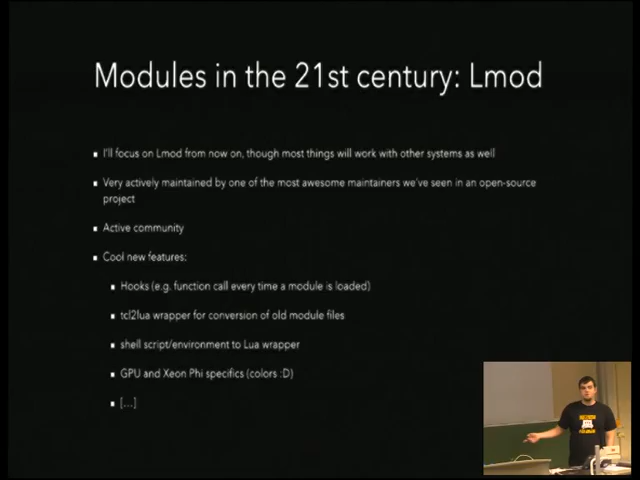 Modules in the 21st century: Lmod
▪ I'll focus on Lmod from now on, though most things will work with other systems as well
▪ Very actively maintained by one of the most awesome maintainers we've seen in an open-source
project
▪ Active community
▪ Cool new features:
▪ Hooks (e.g. function call every time a module is loaded)
▪ tcl2lua wrapper for conversion of old module files
▪ shell script/environment to Lua wrapper
▪ GPU and Xeon Phi specifics (colors :D)
▪ [...]